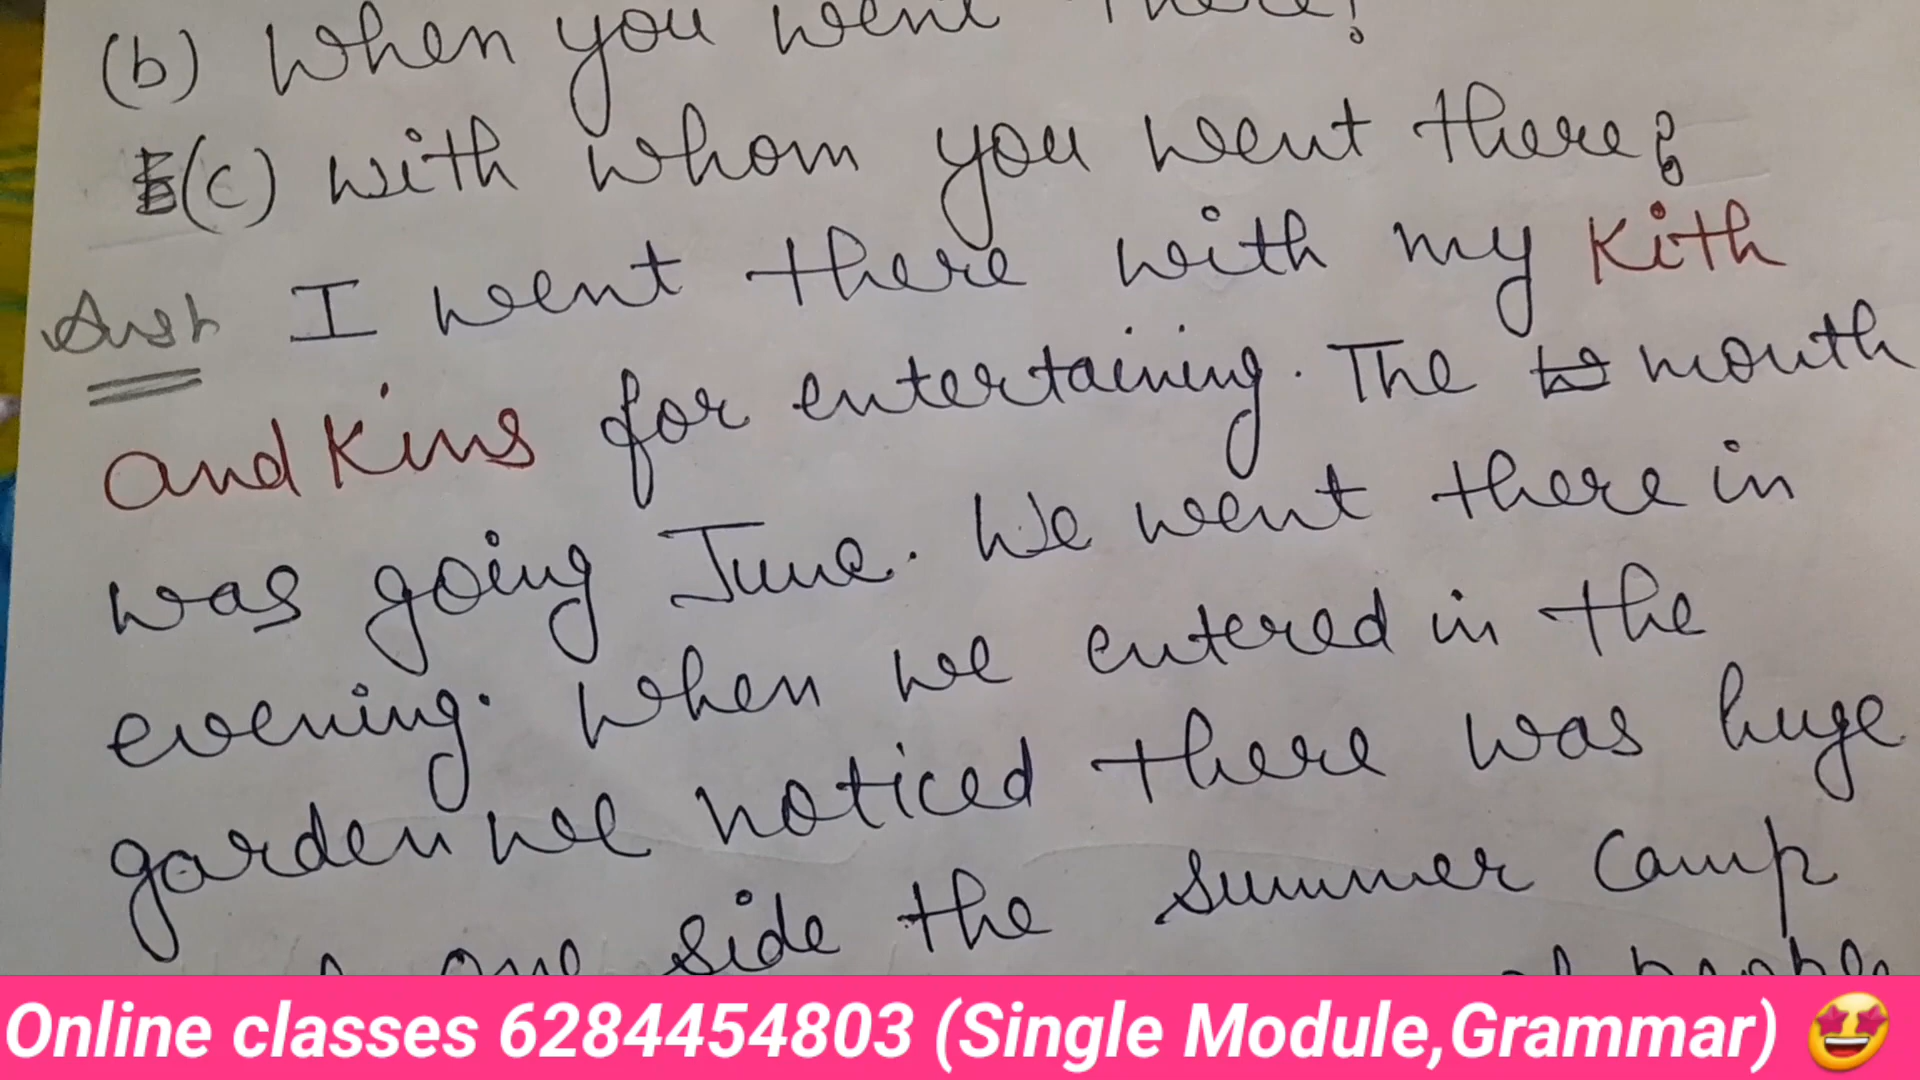 (b) When you went there?
(c) with whom you went there?
Ans: I went there with my Kith
and Kins for entertaining. The month
was going June. We went there in
evening. When we entered in the
garden we noticed there was huge
one side the summer camp
Online classes 6284454803 (Single Module,Grammar) 🤩